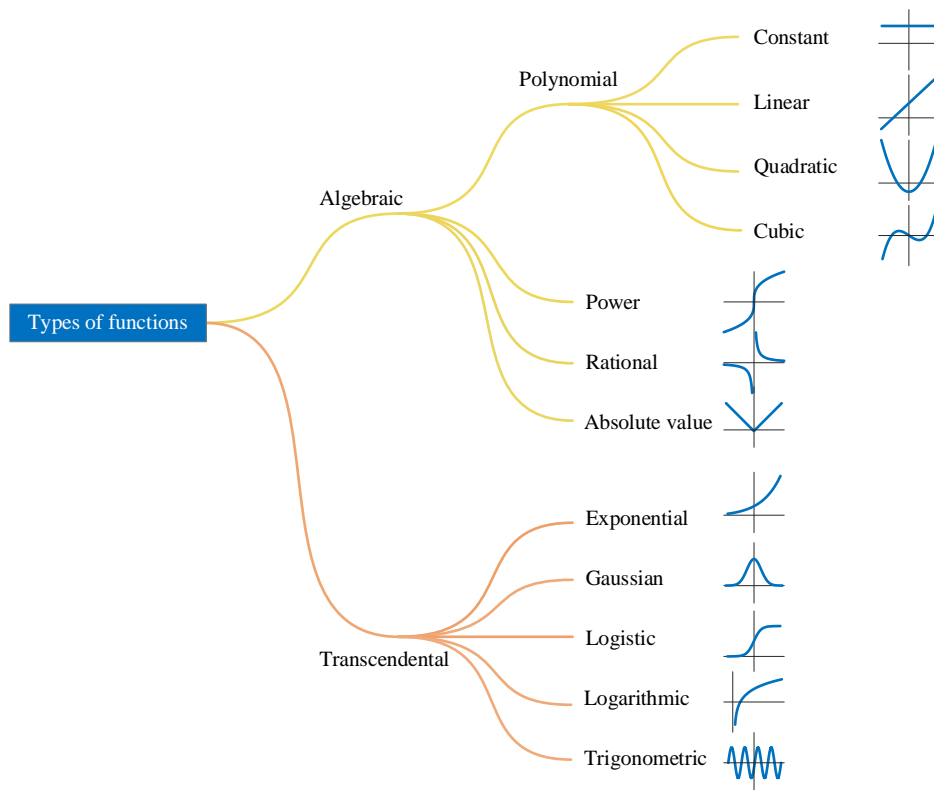 Types of functions
Algebraic
Polynomial
Constant
Linear
Quadratic
Cubic
Power
Rational
Absolute value
Transcendental
Exponential
Gaussian
Logistic
Logarithmic
Trigonometric